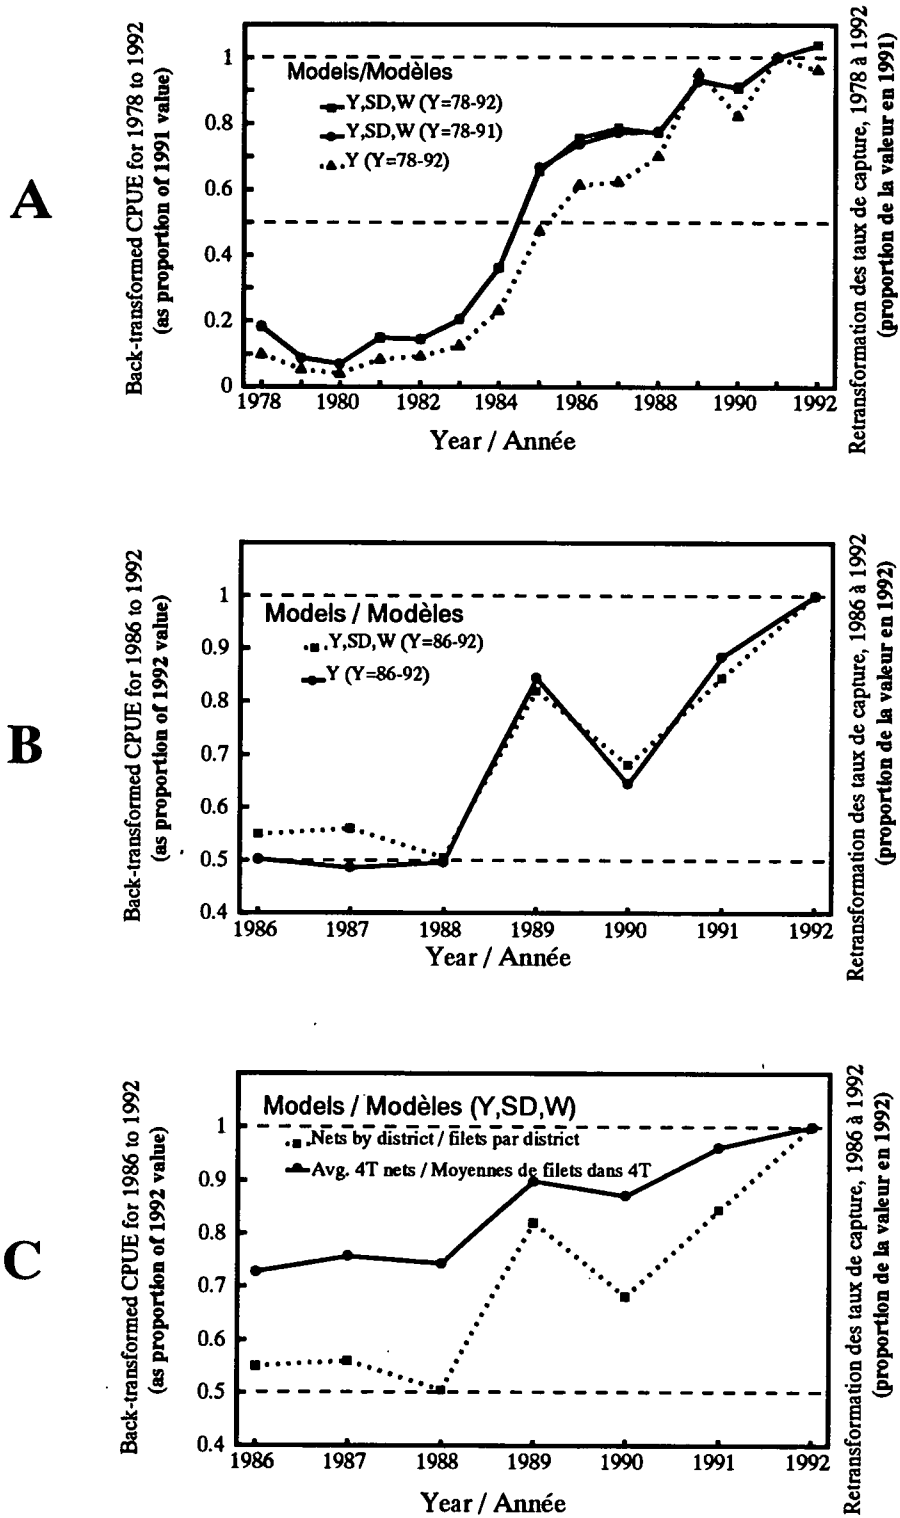 A
Back-transformed CPUE for 1978 to 1992
(as proportion of 1991 value)
Models/Modèles
Y,SD,W (Y=78-92)
Y,SD,W (Y=78-91)
Y (Y=78-92)
1
0.8
0.6
0.4
0.2
0
1978 1980 1982 1984 1986 1988 1990 1992
Year / Année
Retransformation des taux de capture, 1978 à 1992
(proportion de la valeur en 1991)
B
Back-transformed CPUE for 1986 to 1992
(as proportion of 1992 value)
Models / Modèles
Y,SD,W (Y=86-92)
Y (Y=86-92)
1
0.9
0.8
0.7
0.6
0.5
0.4
1986 1987 1988 1989 1990 1991 1992
Year / Année
Retransformation des taux de capture, 1986 à 1992
(proportion de la valeur en 1992)
C
Back-transformed CPUE for 1986 to 1992
(as proportion of 1992 value)
Models / Modèles (Y,SD,W)
Nets by district / filets par district
Avg. 4T nets / Moyennes de filets dans 4T
1
0.9
0.8
0.7
0.6
0.5
0.4
1986 1987 1988 1989 1990 1991 1992
Year / Année
Retransformation des taux de capture, 1986 à 1992
(proportion de la valeur en 1992)